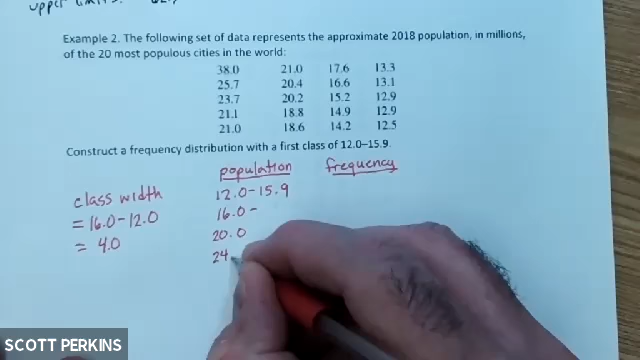 upper limits:
Example 2. The following set of data represents the approximate 2018 population, in millions,
of the 20 most populous cities in the world:
38.0 21.0 17.6 13.3
25.7 20.4 16.6 13.1
23.7 20.2 15.2 12.9
21.1 18.8 14.9 12.9
21.0 18.6 14.2 12.5
Construct a frequency distribution with a first class of 12.0–15.9.
population frequency
class width 12.0-15.9
= 16.0-12.0 16.0-
= 4.0 20.0
24
SCOTT PERKINS